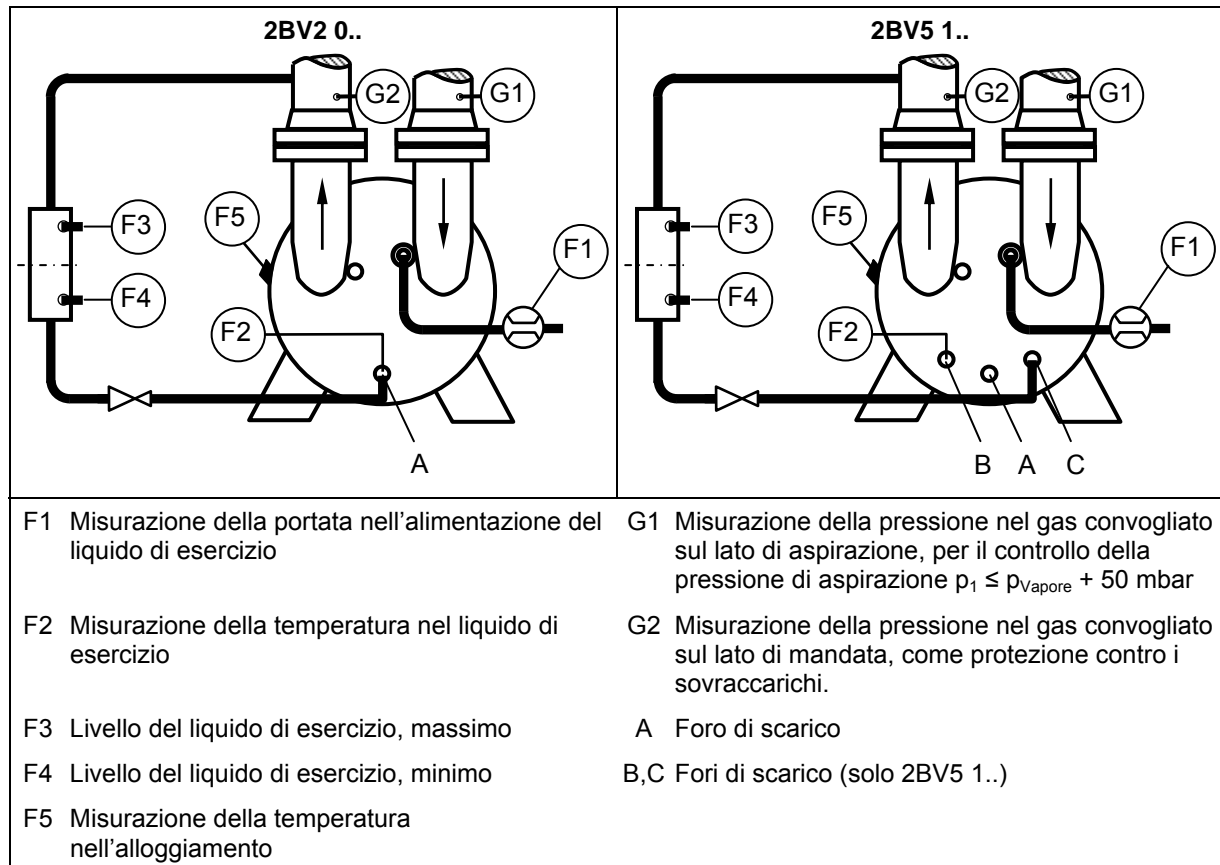 2BV2 0..
G2
G1
F3
F5
F1
F4
F2
A
2BV5 1..
G2
G1
F3
F5
F1
F4
F2
B
A
C
F1 Misurazione della portata nell'alimentazione del
liquido di esercizio
F2 Misurazione della temperatura nel liquido di
esercizio
F3 Livello del liquido di esercizio, massimo
F4 Livello del liquido di esercizio, minimo
F5 Misurazione della temperatura
nell'alloggiamento
G1 Misurazione della pressione nel gas convogliato
sul lato di aspirazione, per il controllo della
pressione di aspirazione p₁ ≤ pVapore + 50 mbar
G2 Misurazione della pressione nel gas convogliato
sul lato di mandata, come protezione contro i
sovraccarichi.
A Foro di scarico
B,C Fori di scarico (solo 2BV5 1..)